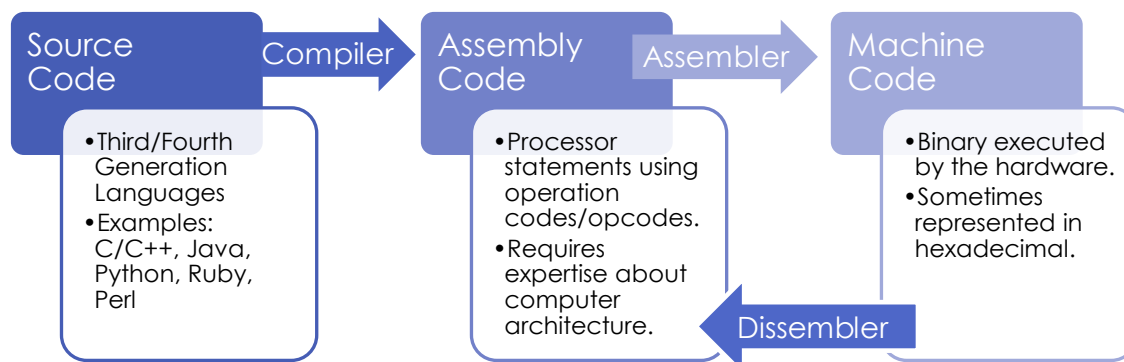 Source
Code
Compiler
Assembly
Code
Assembler
Machine
Code
•Third/Fourth
Generation
Languages
•Examples:
C/C++, Java,
Python, Ruby,
Perl
•Processor
statements using
operation
codes/opcodes.
•Requires
expertise about
computer
architecture.
•Binary executed
by the hardware.
•Sometimes
represented in
hexadecimal.
Dissembler